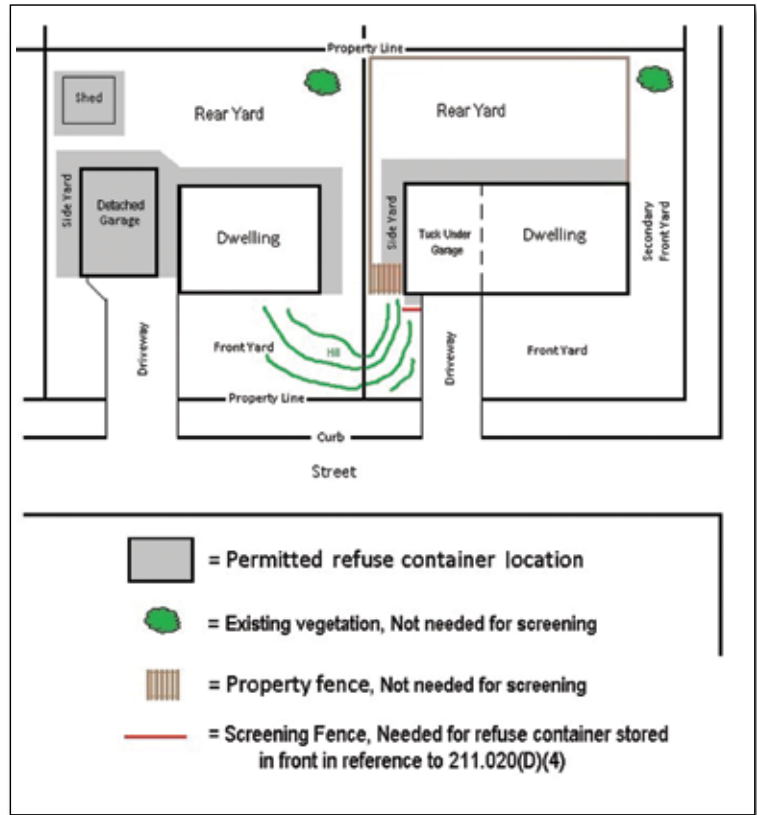 Property Line
Shed
Rear Yard
Rear Yard
Side Yard
Detached
Garage
Dwelling
Side Yard
Tuck Under
Garage
Dwelling
Secondary
Front Yard
Driveway
Front Yard
Hill
Driveway
Front Yard
Property Line
Curb
Street
= Permitted refuse container location
= Existing vegetation, Not needed for screening
= Property fence, Not needed for screening
= Screening Fence, Needed for refuse container stored
in front in reference to 211.020(D)(4)